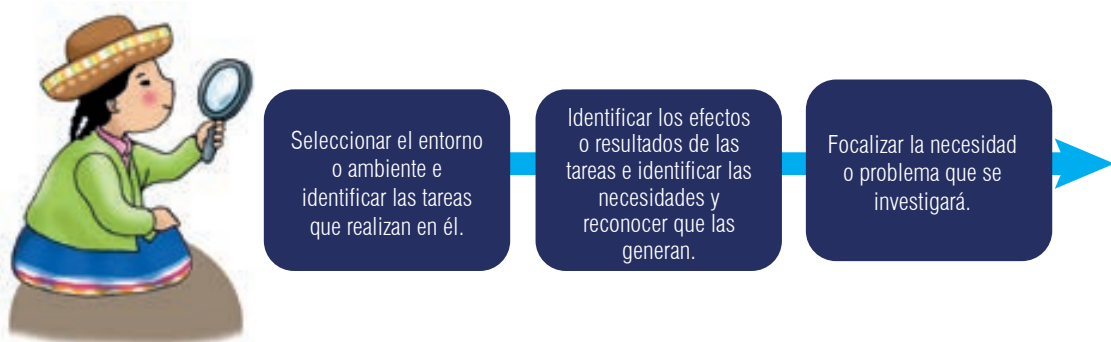 Seleccionar el entorno
o ambiente e
identificar las tareas
que realizan en él.
Identificar los efectos
o resultados de las
tareas e identificar las
necesidades y
reconocer que las
generan.
Focalizar la necesidad
o problema que se
investigará.